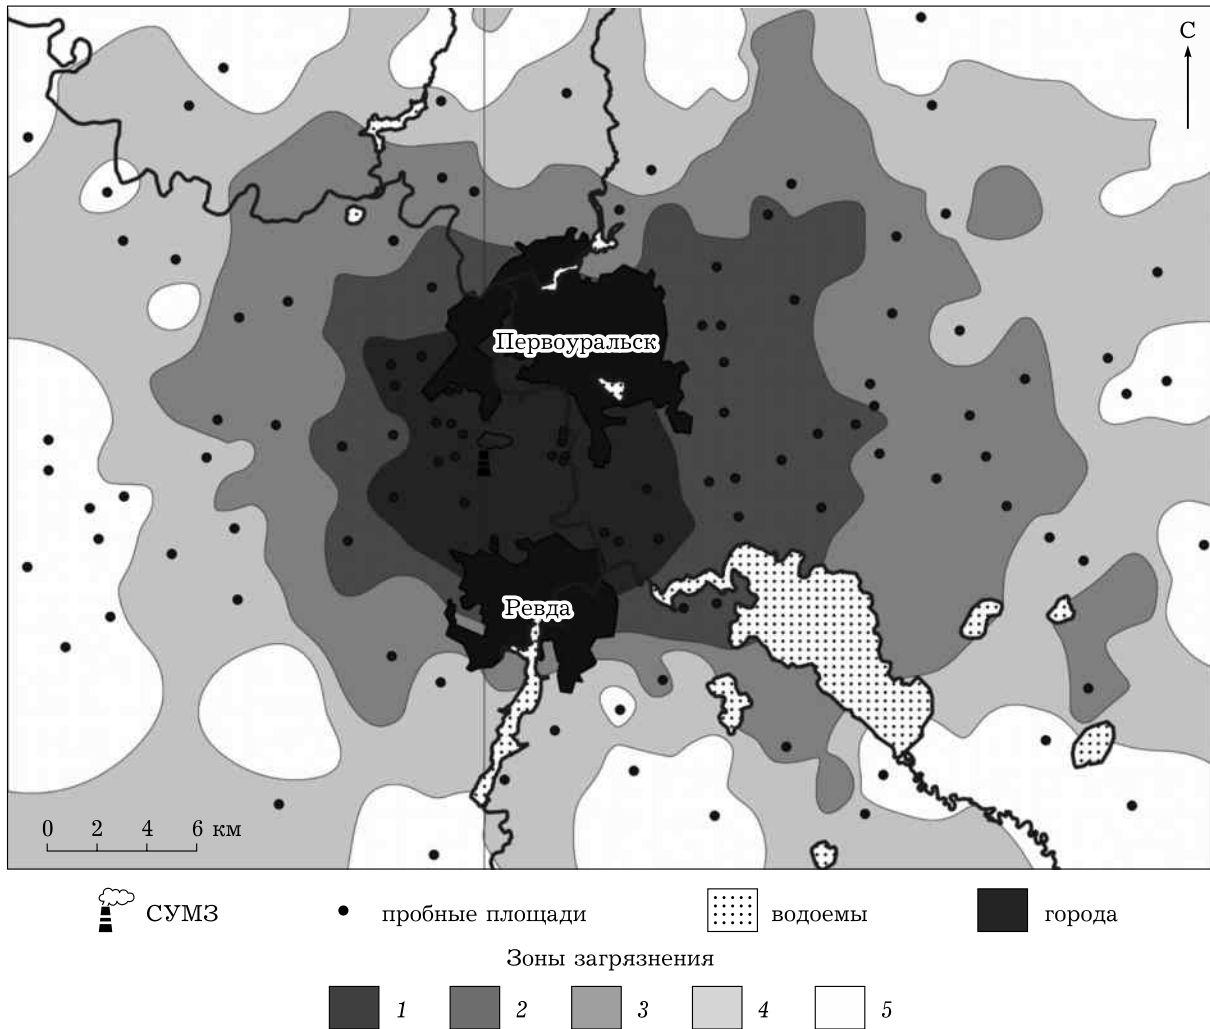 С
Первоуральск
Ревда
0 2 4 6 км
СУМЗ
пробные площади
водоемы
города
Зоны загрязнения
1 2 3 4 5